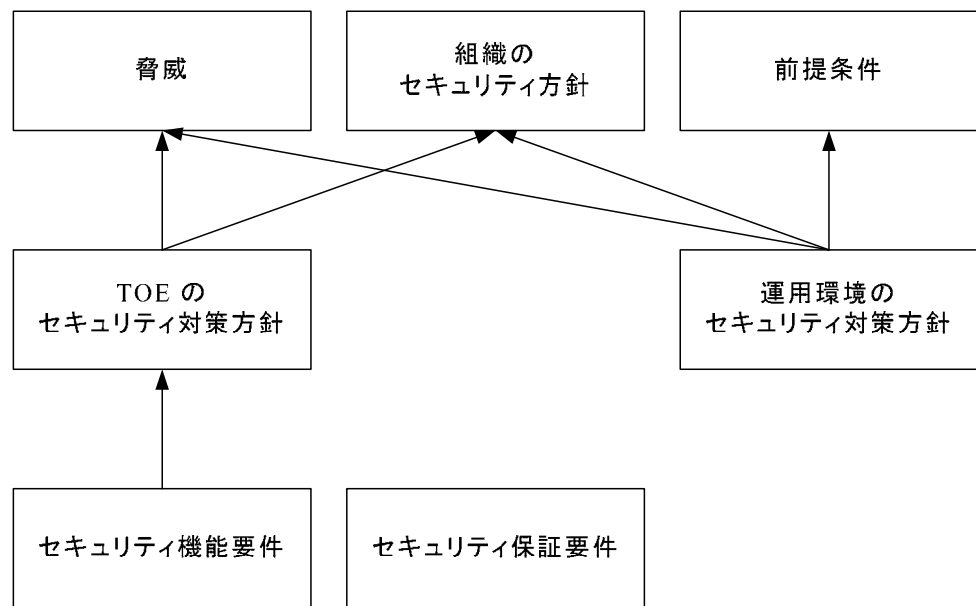 脅威
組織の
セキュリティ方針
前提条件
TOE の
セキュリティ対策方針
運用環境の
セキュリティ対策方針
セキュリティ機能要件
セキュリティ保証要件